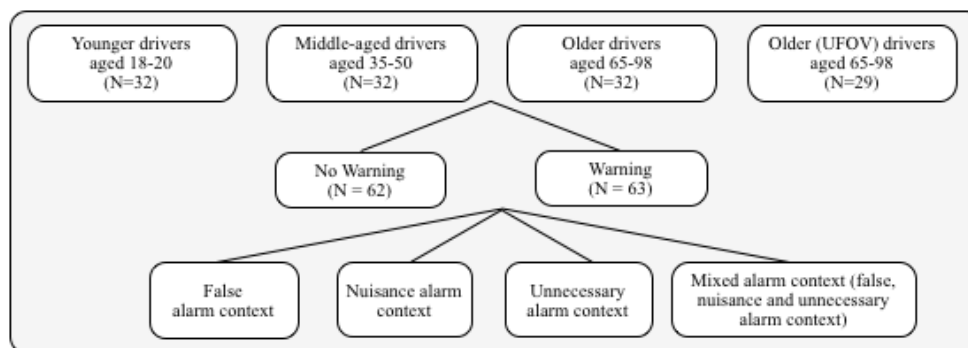 Younger drivers
aged 18-20
(N=32)
Middle-aged drivers
aged 35-50
(N=32)
Older drivers
aged 65-98
(N=32)
Older (UFOV) drivers
aged 65-98
(N=29)
No Warning
(N = 62)
Warning
(N = 63)
False
alarm context
Nuisance alarm
context
Unnecessary
alarm context
Mixed alarm context (false,
nuisance and unnecessary
alarm context)